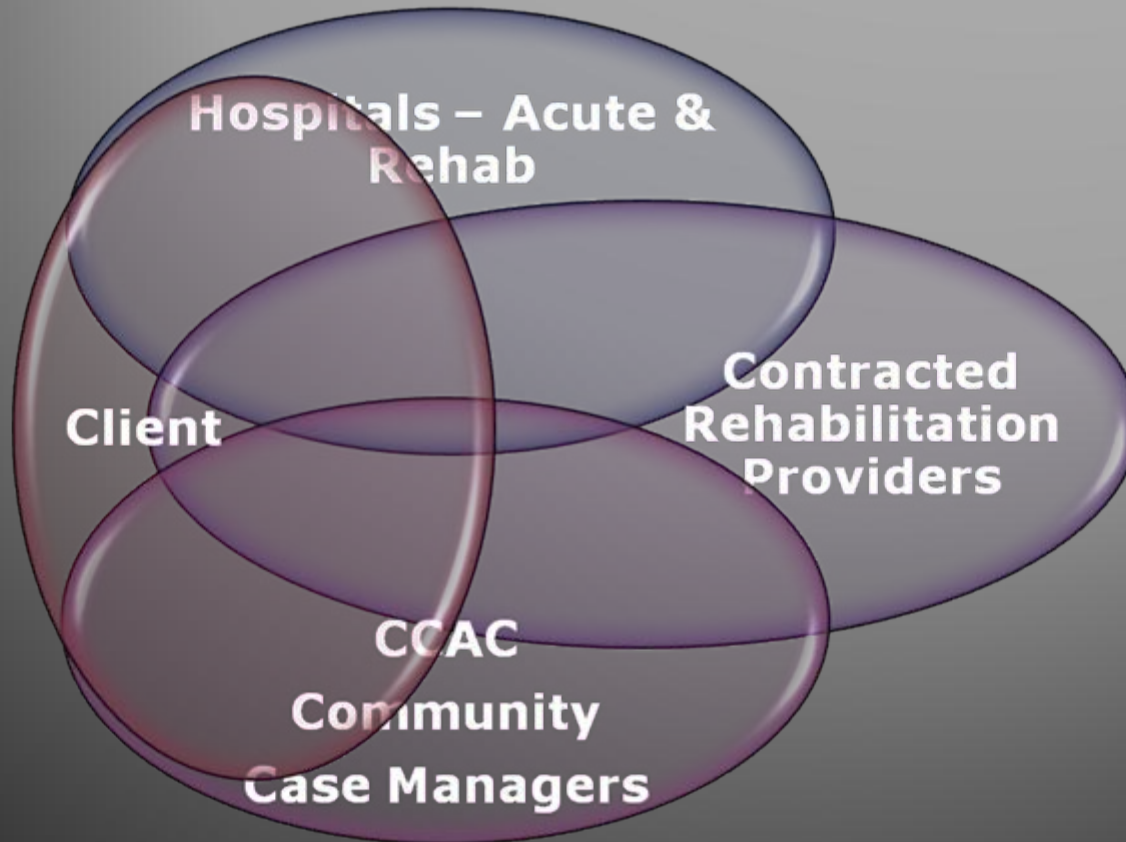 Hospitals – Acute &
Rehab
Client
Contracted
Rehabilitation
Providers
CCAC
Community
Case Managers